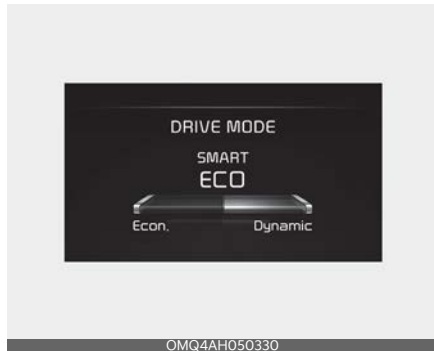 DRIVE MODE
SMART
ECO
Econ. Dynamic
OMQ4AH050330